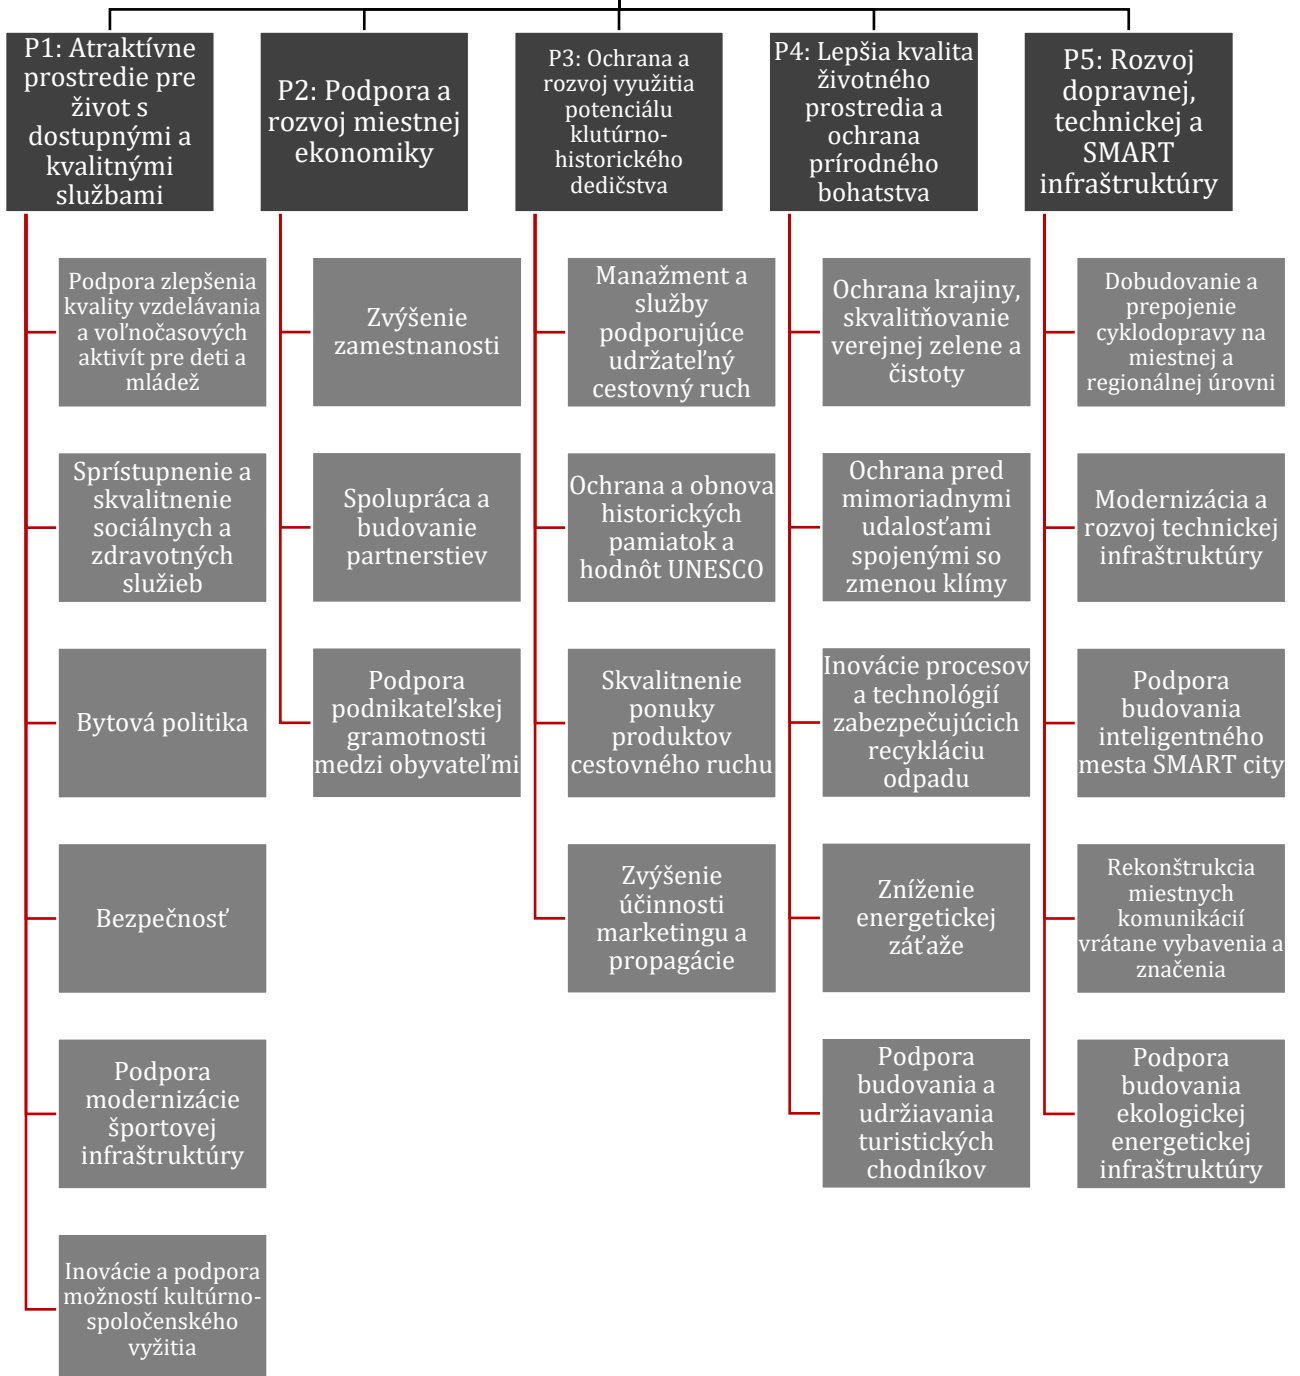 P1: Atraktívne
prostredie pre
život s
dostupnými a
kvalitnými
službami
Podpora zlepšenia
kvality vzdelávania
a voľnočasových
aktivít pre deti a
mládež
Sprístupnenie a
skvalitnenie
sociálnych a
zdravotných
služieb
Bytová politika
Bezpečnosť
Podpora
modernizácie
športovej
infraštruktúry
Inovácie a podpora
možností kultúrno-
spoločenského
vyžitia
P2: Podpora a
rozvoj miestnej
ekonomiky
Zvýšenie
zamestnanosti
Spolupráca a
budovanie
partnerstiev
Podpora
podnikateľskej
gramotnosti
medzi obyvateľmi
P3: Ochrana a
rozvoj využitia
potenciálu
klutúrno-
historického
dedičstva
Manažment a
služby
podporujúce
udržateľný
cestovný ruch
Ochrana a obnova
historických
pamiatok a
hodnôt UNESCO
Skvalitnenie
ponuky
produktov
cestovného ruchu
Zvýšenie
účinnosti
marketingu a
propagácie
P4: Lepšia kvalita
životného
prostredia a
ochrana
prírodného
bohatstva
Ochrana krajiny,
skvalitňovanie
verejnej zelene a
čistoty
Ochrana pred
mimoriadnymi
udalosťami
spojenými so
zmenou klímy
Inovácie procesov
a technológií
zabezpečujúcich
recykláciu
odpadu
Zníženie
energetickej
záťaže
Podpora
budovania a
udržiavania
turistických
chodníkov
P5: Rozvoj
dopravnej,
technickej a
SMART
infraštruktúry
Dobudovanie a
prepojenie
cyklodopravy na
miestnej a
regionálnej úrovni
Modernizácia a
rozvoj technickej
infraštruktúry
Podpora
budovania
inteligentného
mesta SMART city
Rekonštrukcia
miestnych
komunikácií
vrátane vybavenia a
značenia
Podpora
budovania
ekologickej
energetickej
infraštruktúry